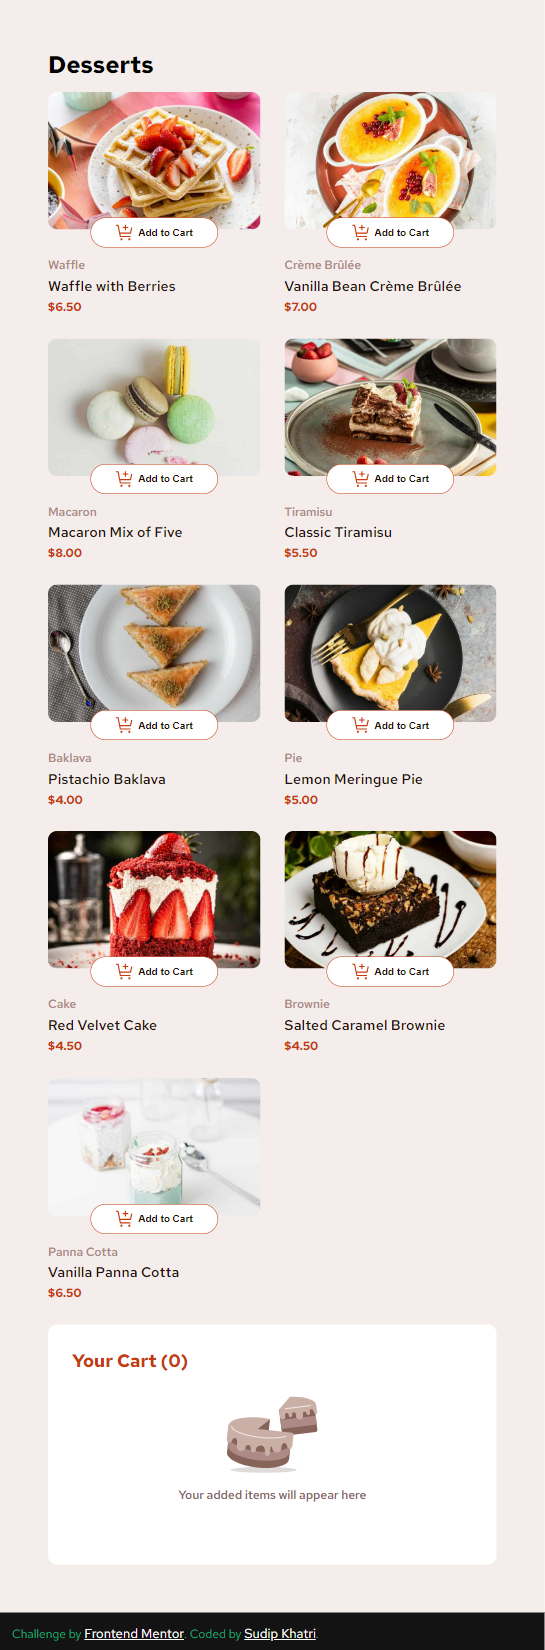 Desserts
Add to Cart
Add to Cart
Waffle
Crème Brûlée
Waffle with Berries
Vanilla Bean Crème Brûlée
$6.50
$7.00
Add to Cart
Add to Cart
Macaron
Tiramisu
Macaron Mix of Five
Classic Tiramisu
$8.00
$5.50
Add to Cart
Add to Cart
Baklava
Pie
Pistachio Baklava
Lemon Meringue Pie
$4.00
$5.00
Add to Cart
Add to Cart
Cake
Brownie
Red Velvet Cake
Salted Caramel Brownie
$4.50
$4.50
Add to Cart
Panna Cotta
Vanilla Panna Cotta
$6.50
Your Cart (0)
Your added items will appear here
Challenge by Frontend Mentor. Coded by Sudip Khatri.